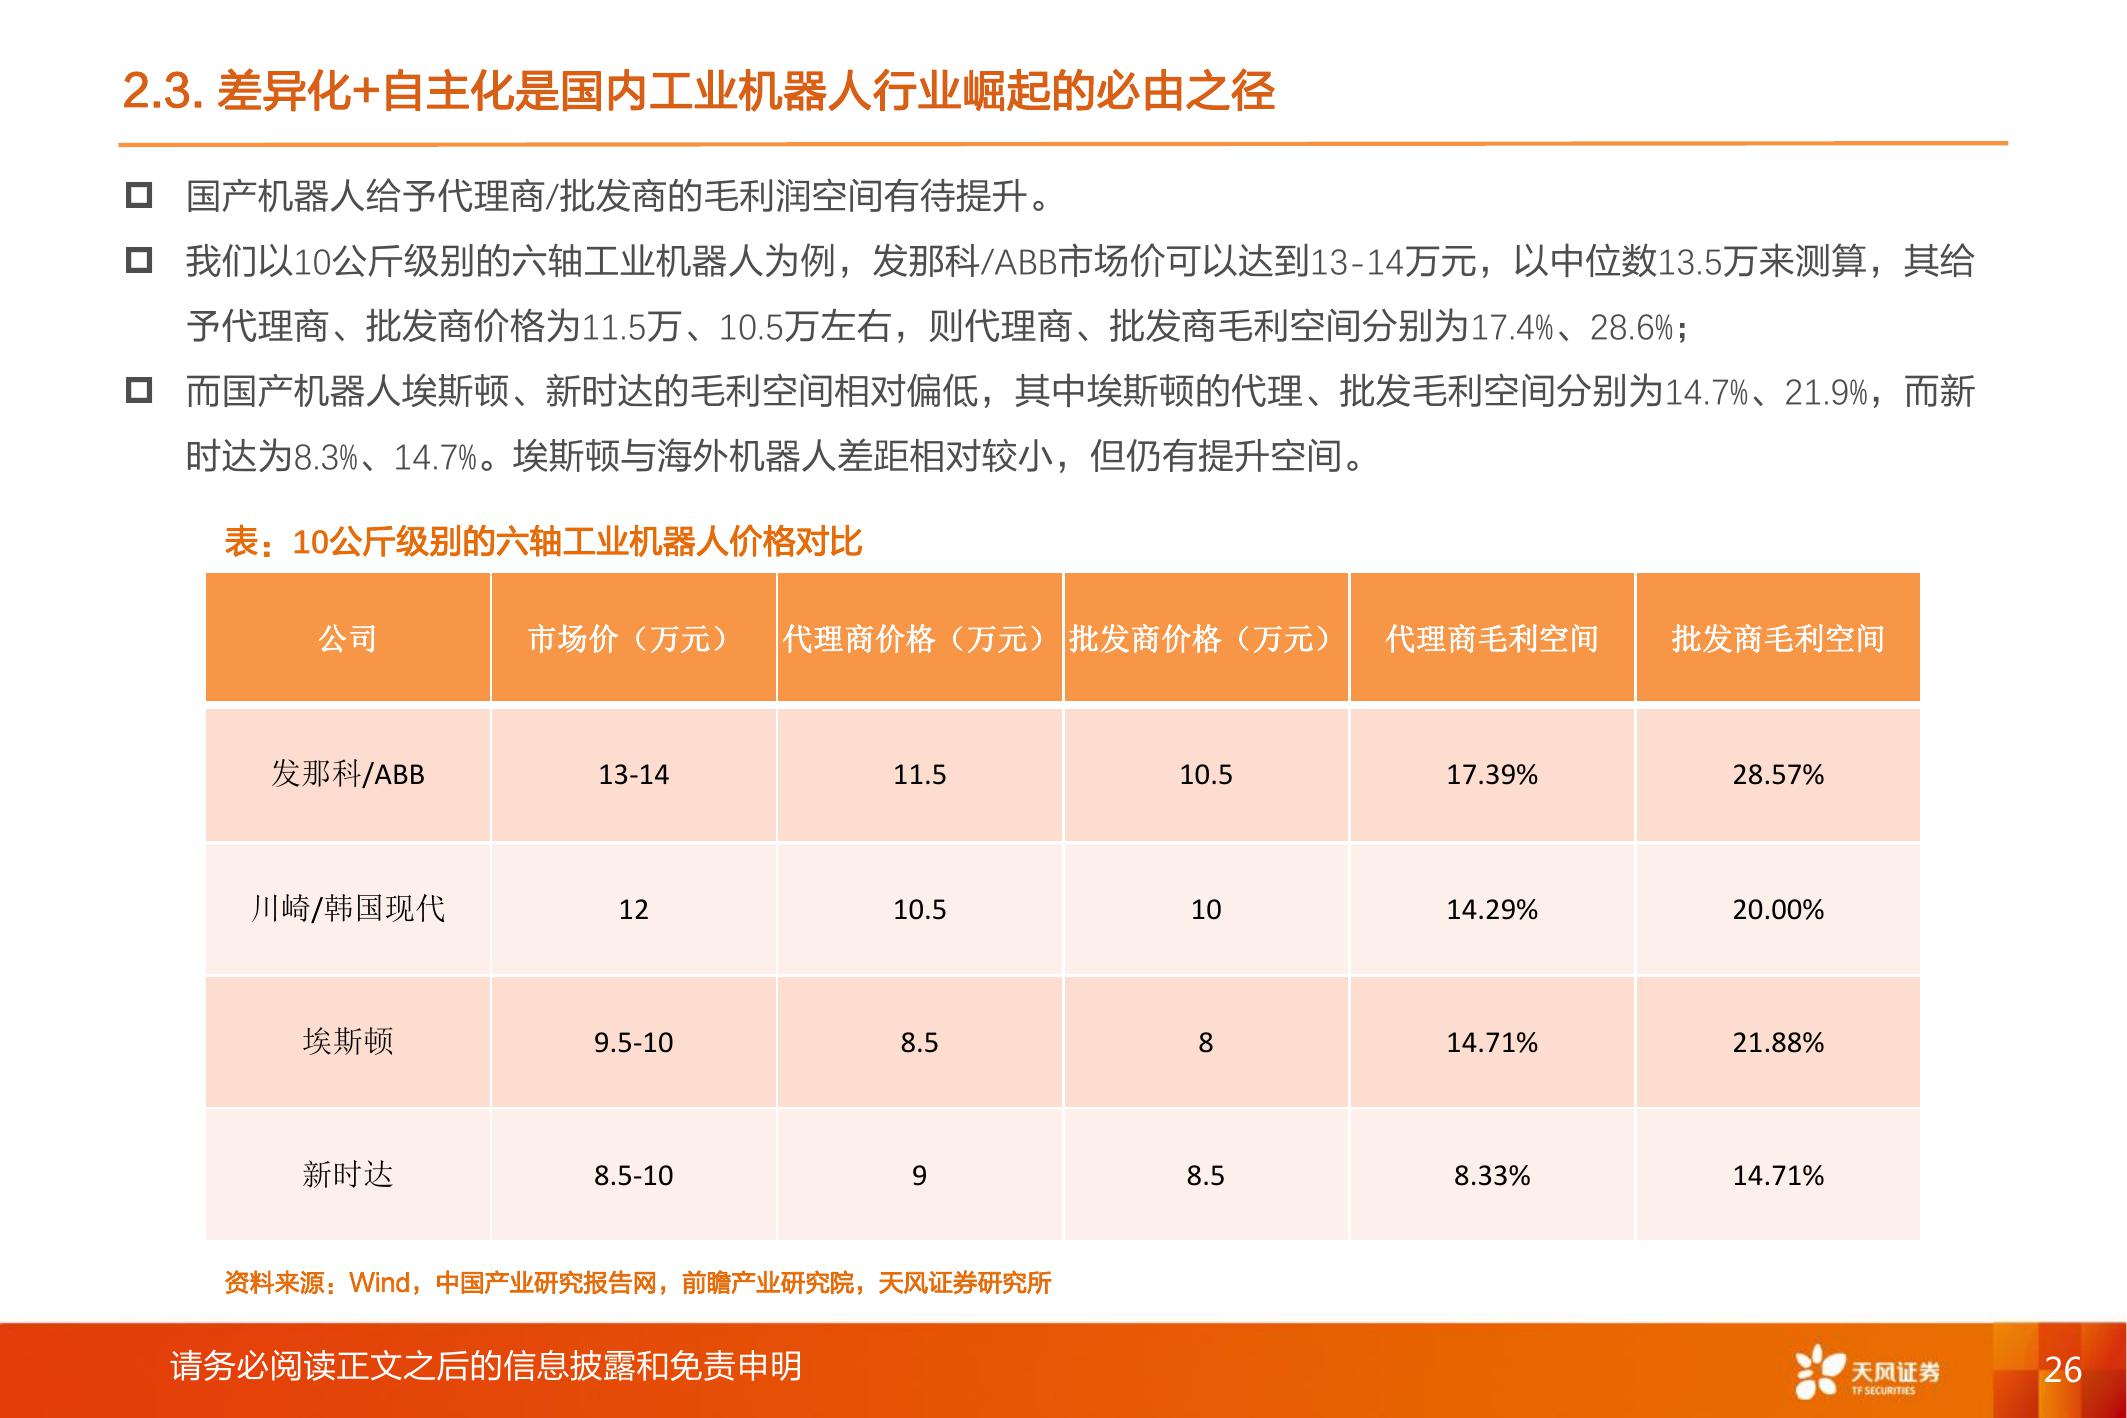 2.3. 差异化+自主化是国内工业机器人行业崛起的必由之径
国产机器人给予代理商/批发商的毛利润空间有待提升。
我们以10公斤级别的六轴工业机器人为例，发那科/ABB市场价可以达到13-14万元，以中位数13.5万来测算，其给
予代理商、批发商价格为11.5万、10.5万左右，则代理商、批发商毛利空间分别为17.4%、28.6%；
而国产机器人埃斯顿、新时达的毛利空间相对偏低，其中埃斯顿的代理、批发毛利空间分别为14.7%、21.9%，而新
时达为8.3%、14.7%。埃斯顿与海外机器人差距相对较小，但仍有提升空间。
表：10公斤级别的六轴工业机器人价格对比
公司 市场价（万元） 代理商价格（万元） 批发商价格（万元） 代理商毛利空间 批发商毛利空间
发那科/ABB 13-14 11.5 10.5 17.39% 28.57%
川崎/韩国现代 12 10.5 10 14.29% 20.00%
埃斯顿 9.5-10 8.5 8 14.71% 21.88%
新时达 8.5-10 9 8.5 8.33% 14.71%
资料来源：Wind，中国产业研究报告网，前瞻产业研究院，天风证券研究所
请务必阅读正文之后的信息披露和免责申明
天风证券
TF SECURITIES
26